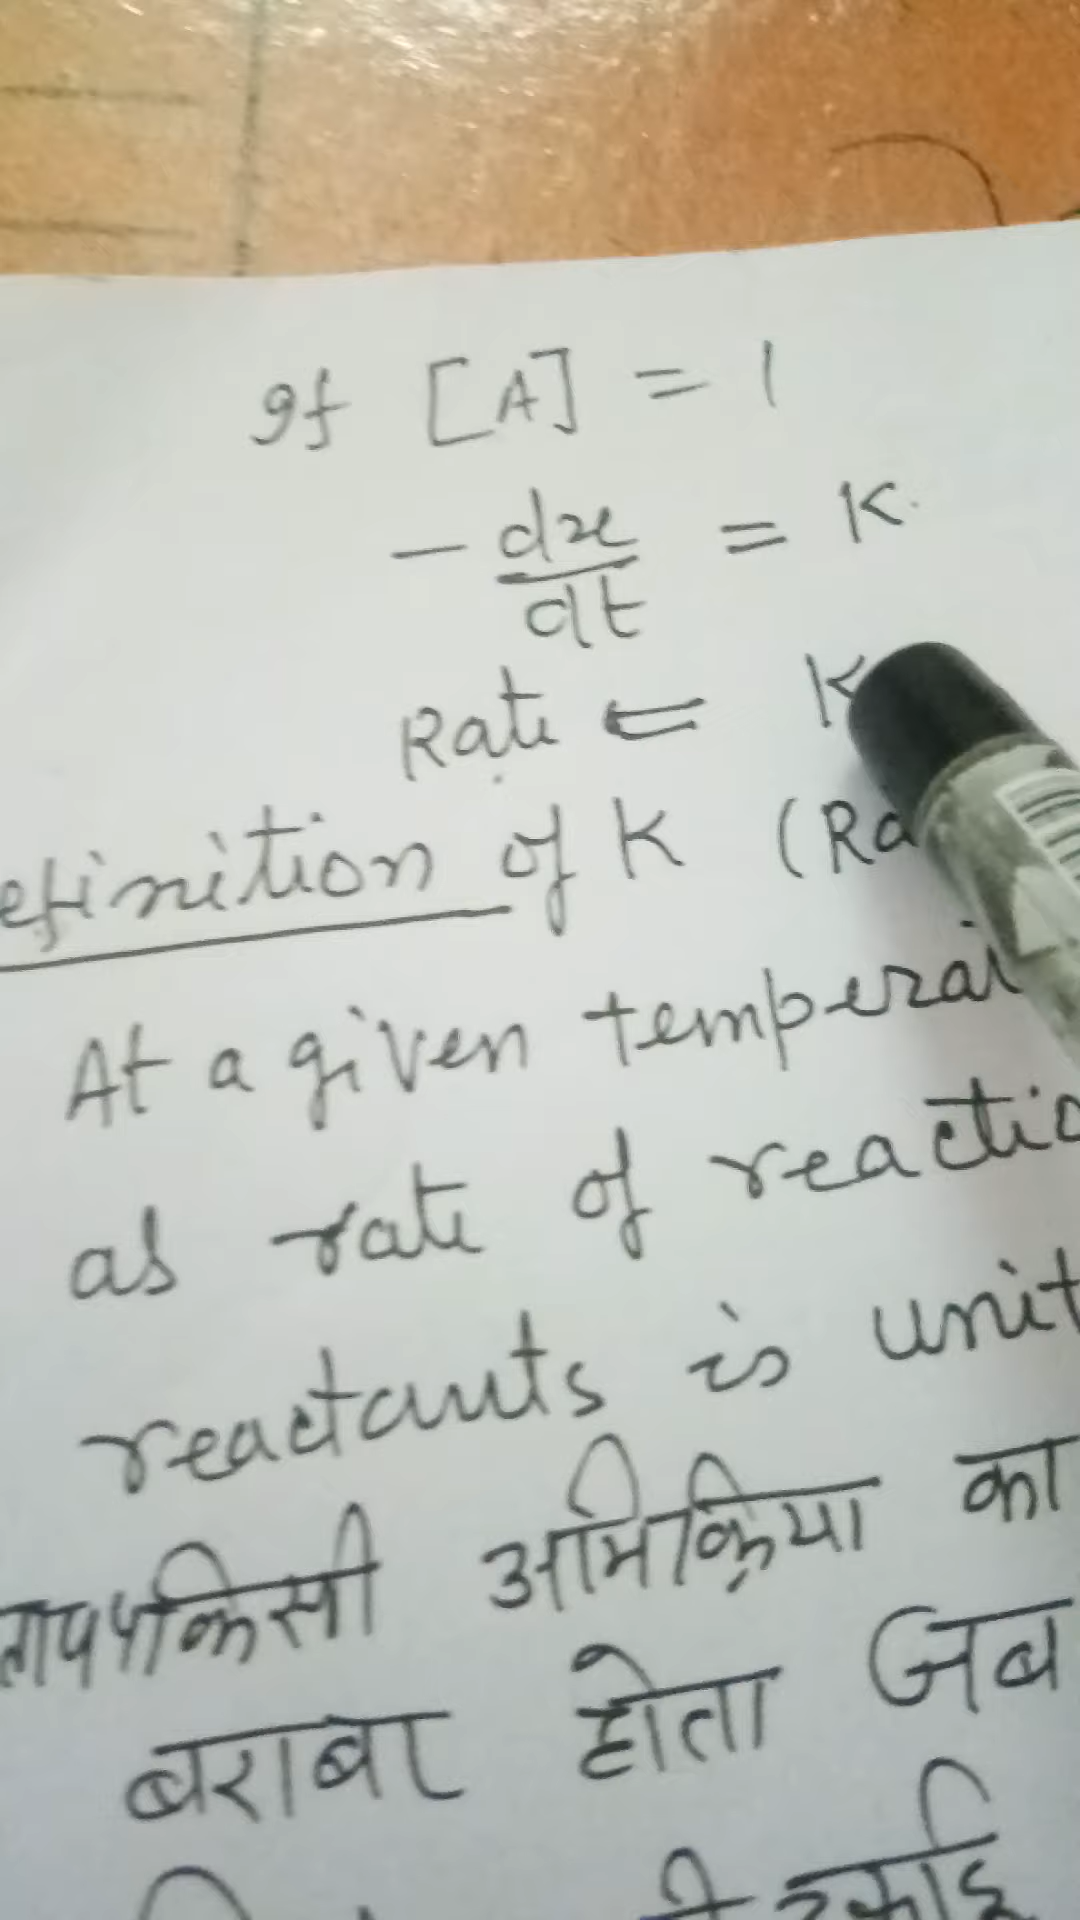 If [A] = 1
- dx/dt = K
Rate = K
efinition of K (Ra
At a given temperat
as rate of reactio
reactants is unit
किसी अभिक्रिया का
बराबर होता जब